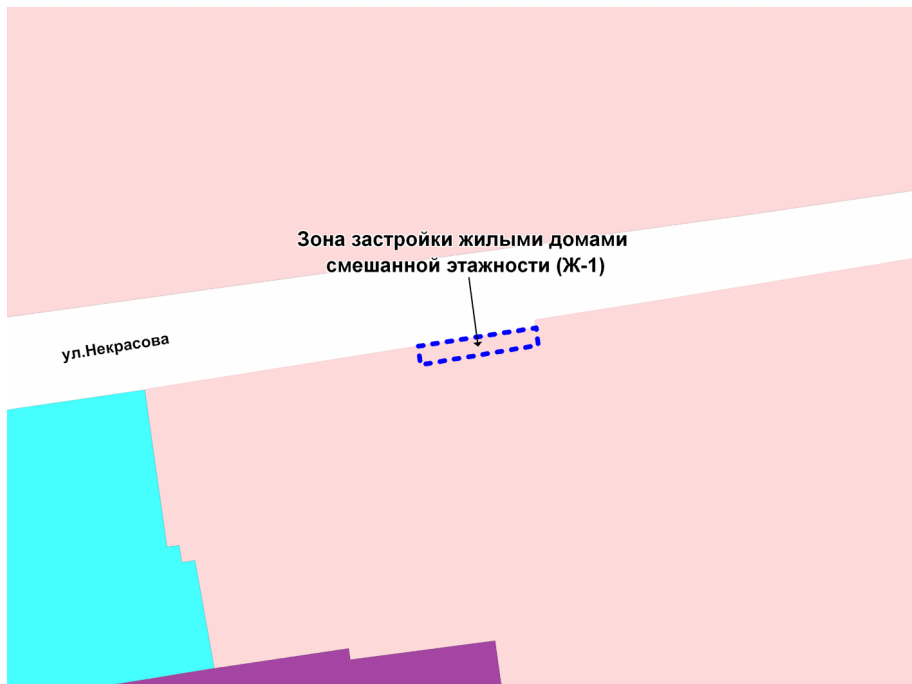 Зона застройки жилыми домами
смешанной этажности (Ж-1)
ул.Некрасова